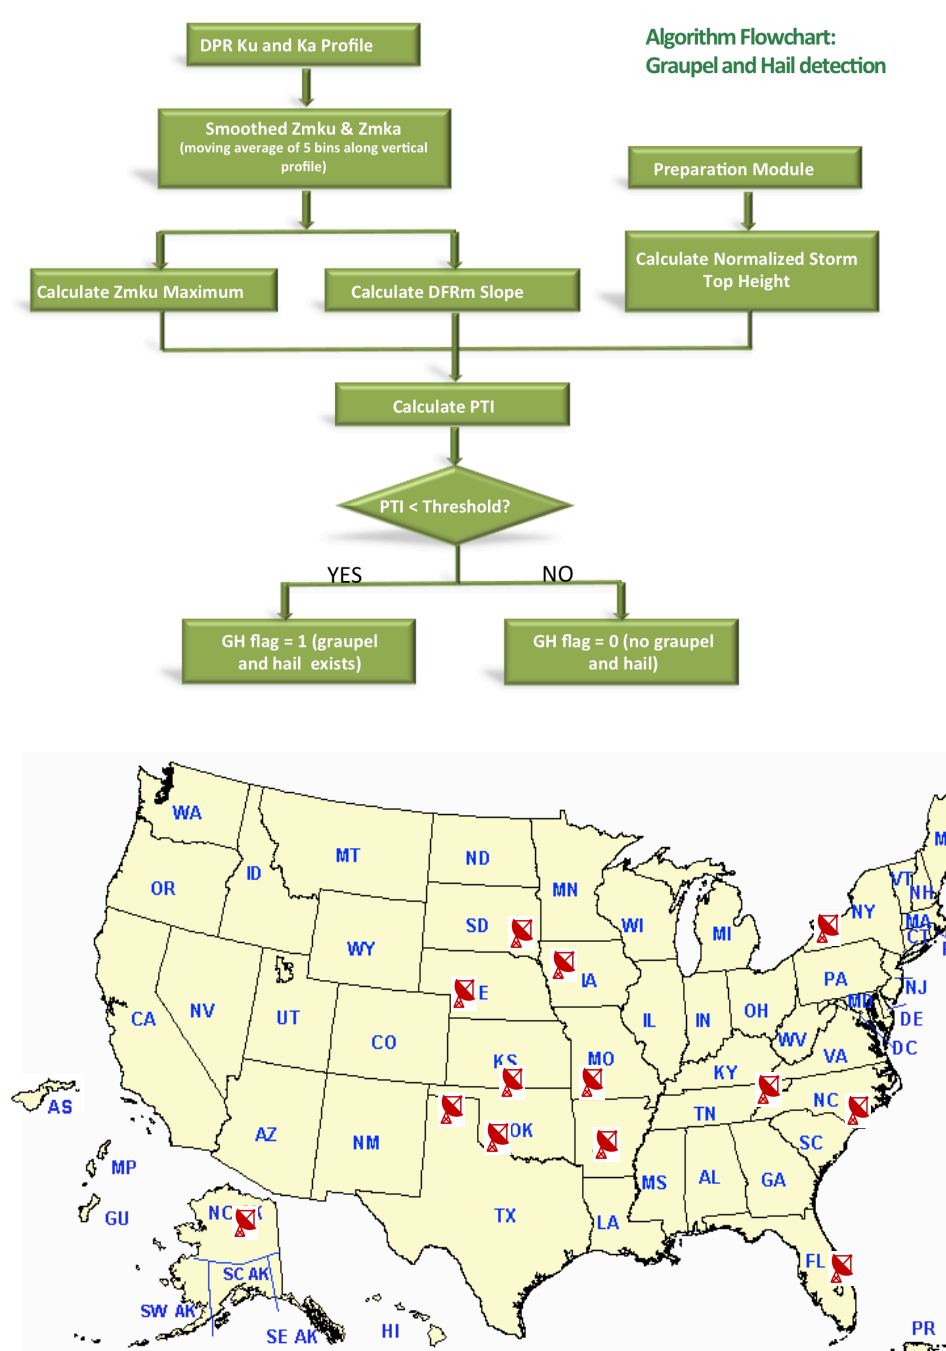 DPR Ku and Ka Profile
Algorithm Flowchart:
Graupel and Hail detection
Smoothed Zmku & Zmka
(moving average of 5 bins along vertical
profile)
Preparation Module
Calculate Zmku Maximum
Calculate DFRm Slope
Calculate Normalized Storm
Top Height
Calculate PTI
PTI < Threshold?
YES
NO
GH flag = 1 (graupel
and hail exists)
GH flag = 0 (no graupel
and hail)
WA
MT
ND
MN
ID
OR
SD
WI
MI
NY
VT
NH
M
MA
CT
WY
IA
E
PA
NJ
MD
DE
DC
CA
NV
UT
CO
IL
IN
OH
WV
VA
KS
MO
KY
NC
AS
AZ
NM
OK
TN
SC
MP
GU
TX
LA
MS
AL
GA
FL
NC
SC AK
SW AK
SE AK
HI
PR